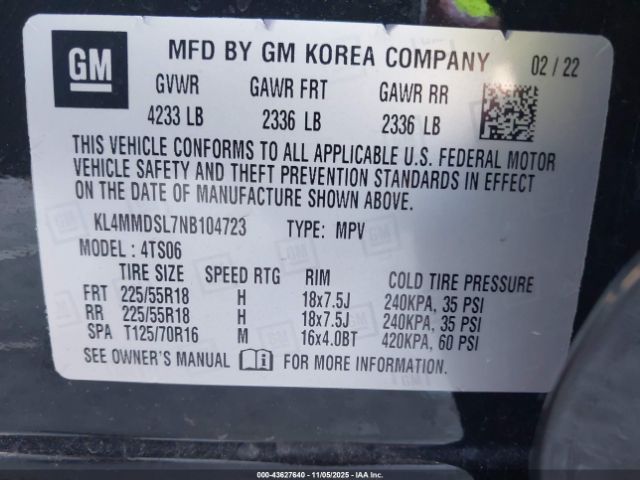 GM
MFD BY GM KOREA COMPANY 02 / 22
GVWR GAWR FRT GAWR RR
4233 LB 2336 LB 2336 LB
THIS VEHICLE CONFORMS TO ALL APPLICABLE U.S. FEDERAL MOTOR
VEHICLE SAFETY AND THEFT PREVENTION STANDARDS IN EFFECT
ON THE DATE OF MANUFACTURE SHOWN ABOVE.
KL4MMDSL7NB104723 TYPE: MPV
MODEL : 4TS06
TIRE SIZE SPEED RTG RIM COLD TIRE PRESSURE
FRT 225/55R18 H 18x7.5J 240KPA, 35 PSI
RR 225/55R18 H 18x7.5J 240KPA, 35 PSI
SPA T125/70R16 M 16x4.0BT 420KPA, 60 PSI
SEE OWNER'S MANUAL FOR MORE INFORMATION.
000-43627640 - 11/05/2025 - IAAI.CA